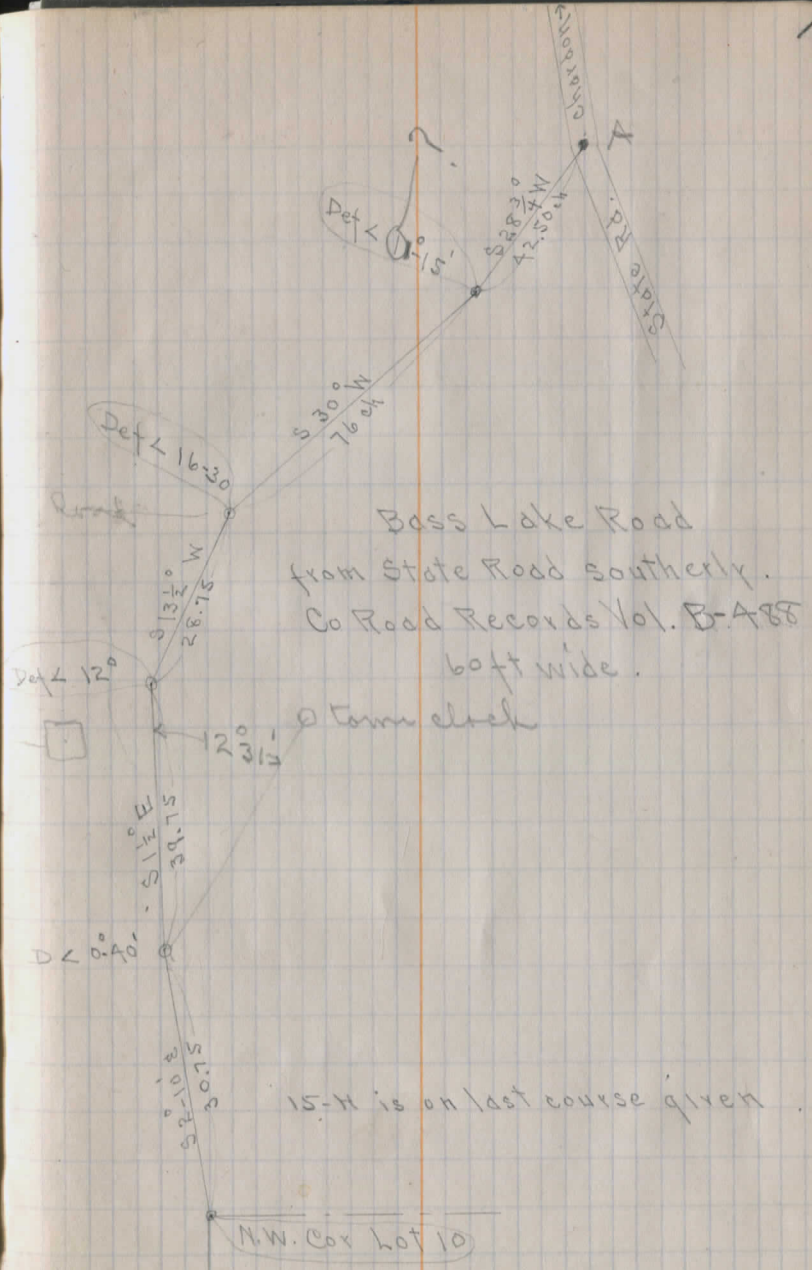 Chardon →
A
?
S 28 3/4° W
42.50 ch
State Rd.
Def <
1° 15'
S 30° W
76 ch
Def < 16-30
Bass Lake Road
from State Road southerly.
Co Road Records Vol. B-488
60 ft wide.
S 13 1/2° W
28.75
Def < 12°
town clock
12°
S 1 1/2° E
39.75
D < 0° 40'
S 2°-10' E
30.75
15-H is on last course given.
N.W. Cor Lot 10